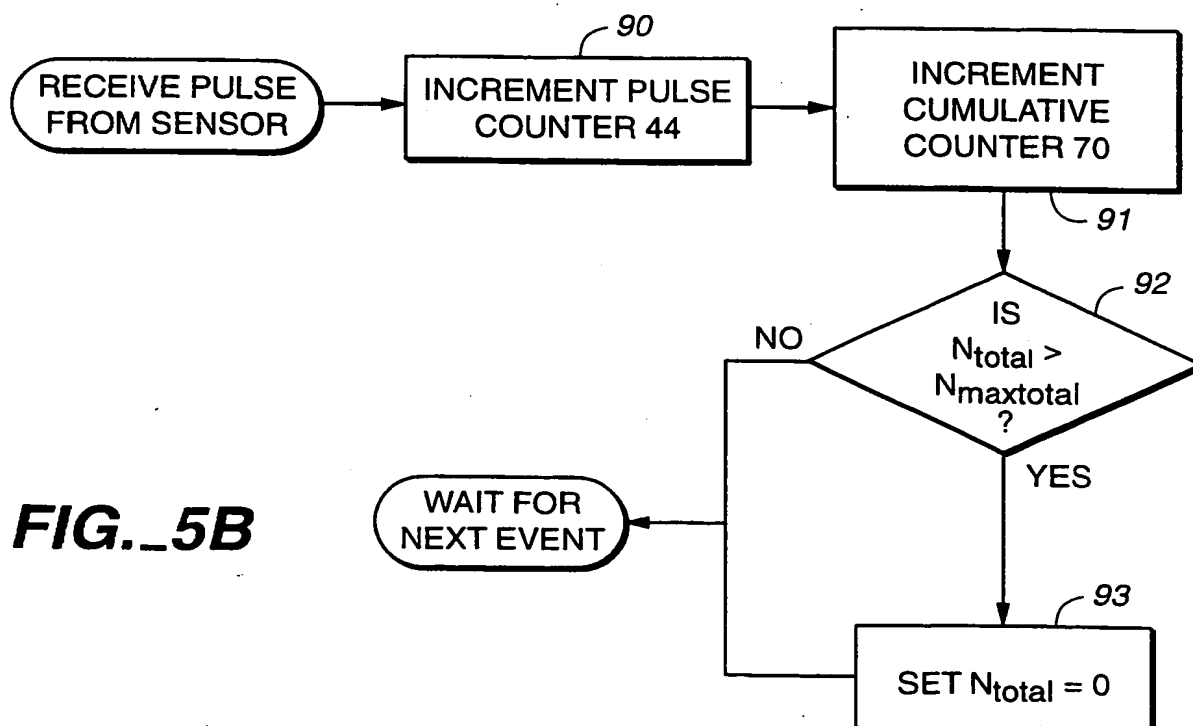 90
RECEIVE PULSE
FROM SENSOR
INCREMENT PULSE
COUNTER 44
INCREMENT
CUMULATIVE
COUNTER 70
91
92
IS
Ntotal >
Nmaxtotal
?
NO
YES
WAIT FOR
NEXT EVENT
FIG._5B
93
SET Ntotal = 0